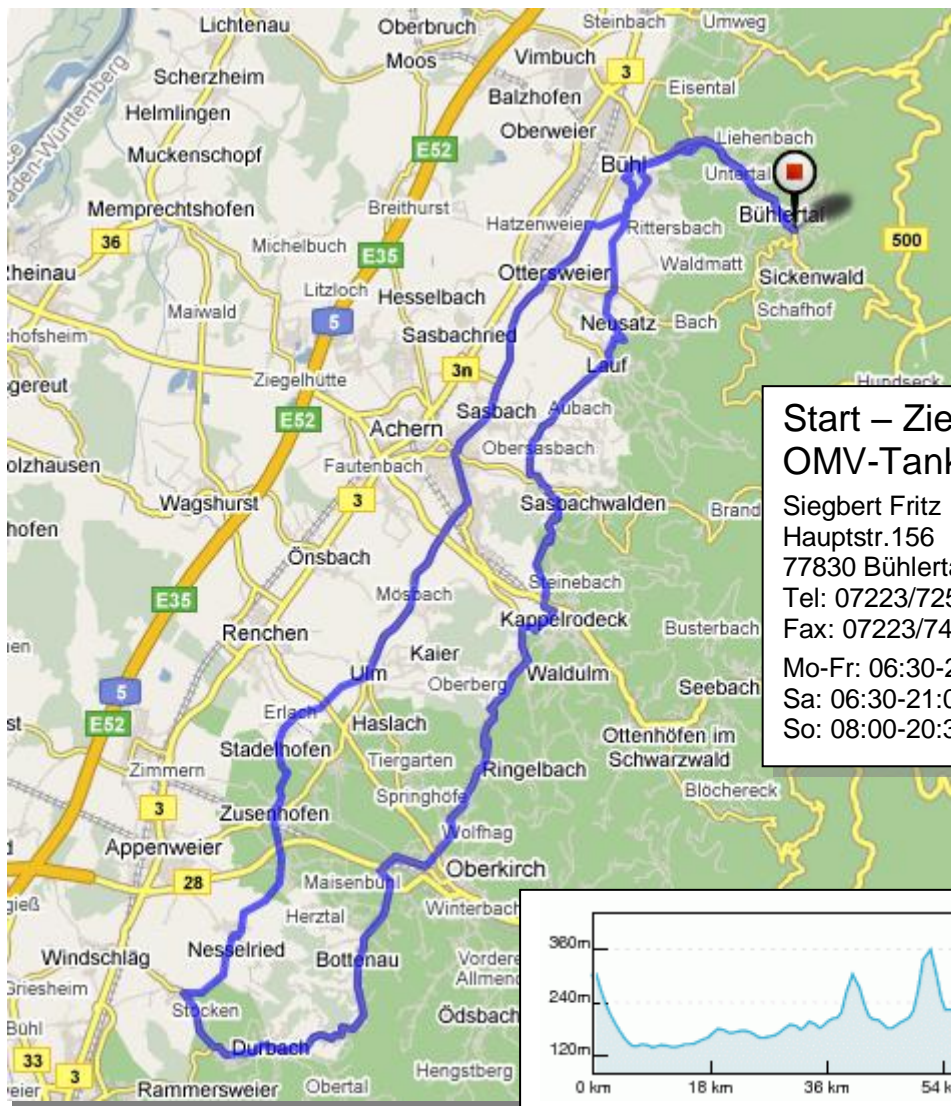 Lichtenau
Oberbruch
Steinbach
Umweg
Moos
Vimbuch
Scherzheim
3
Eisental
Balzhofen
Helmlingen
Oberweier
E52
Liehenbach
Baden-Württemberg
Muckenschopf
Bühl
Untertal
Breithurst
Memprechtshofen
Hatzenweier
Rittersbach
Bühlertal
36
Michelbuch
E35
500
Rheinau
Ottersweier
Waldmatt
Sickenwald
Litzloch
Hesselbach
Schafhof
Maiwald
5
Neusatz
Bach
Sasbachried
Lauf
3n
Ziegelhütte
Hundseck
E52
Sasbach
Aubach
Achern
Obersasbach
Fautenbach
Wagshurst
3
Sasbachwalden
Brand
Önsbach
Steinebach
Mösbach
E35
Kappelrodeck
Renchen
Busterbach
Kaier
Waldulm
Ulm
Oberberg
Seebach
5
Erlach
E52
Haslach
Stadelhofen
Ottenhöfen im
Schwarzwald
Tiergarten
Ringelbach
Zimmern
Springhöfe
Blöchereck
3
Zusenhofen
Wolfhag
Appenweier
Oberkirch
Maisenbühl
28
Winterbach
Herztal
Windschläg
Nesselried
Bottenau
Vordere
Allmend
Griesheim
Stöcken
Ödsbach
Bühl
Durbach
33
3
Rammersweier
Obertal
Hengstberg
Start – Zie
OMV-Tank
Siegbert Fritz
Hauptstr.156
77830 Bühlerta
Tel: 07223/725
Fax: 07223/74
Mo-Fr: 06:30-2
Sa: 06:30-21:0
So: 08:00-20:3
360m
240m
120m
0 km
18 km
36 km
54 k